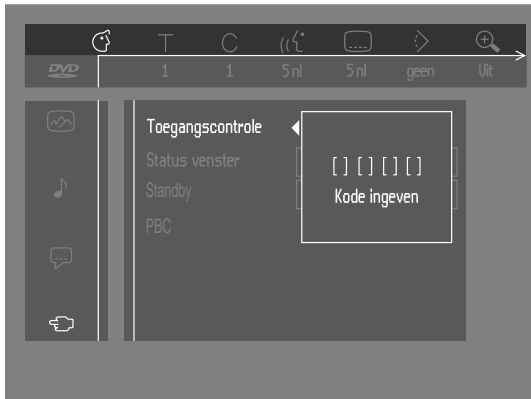 T C
DVD 1 1 5 nl 5 nl geen Uit
Toegangscontrole
Status venster
Standby
PBC
[ ] [ ] [ ] [ ]
Kode ingeven